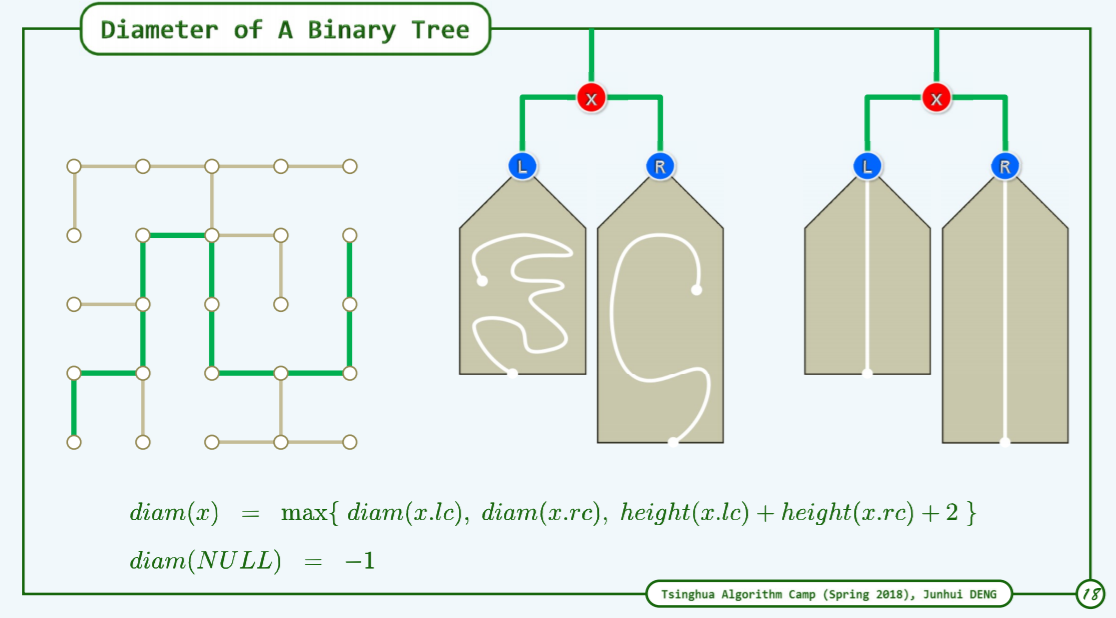 Diameter of A Binary Tree
x
x
L
R
L
R
diam(x) = max{ diam(x.lc), diam(x.rc), height(x.lc) + height(x.rc) + 2 }
diam(NULL) = −1
Tsinghua Algorithm Camp (Spring 2018), Junhui DENG
18